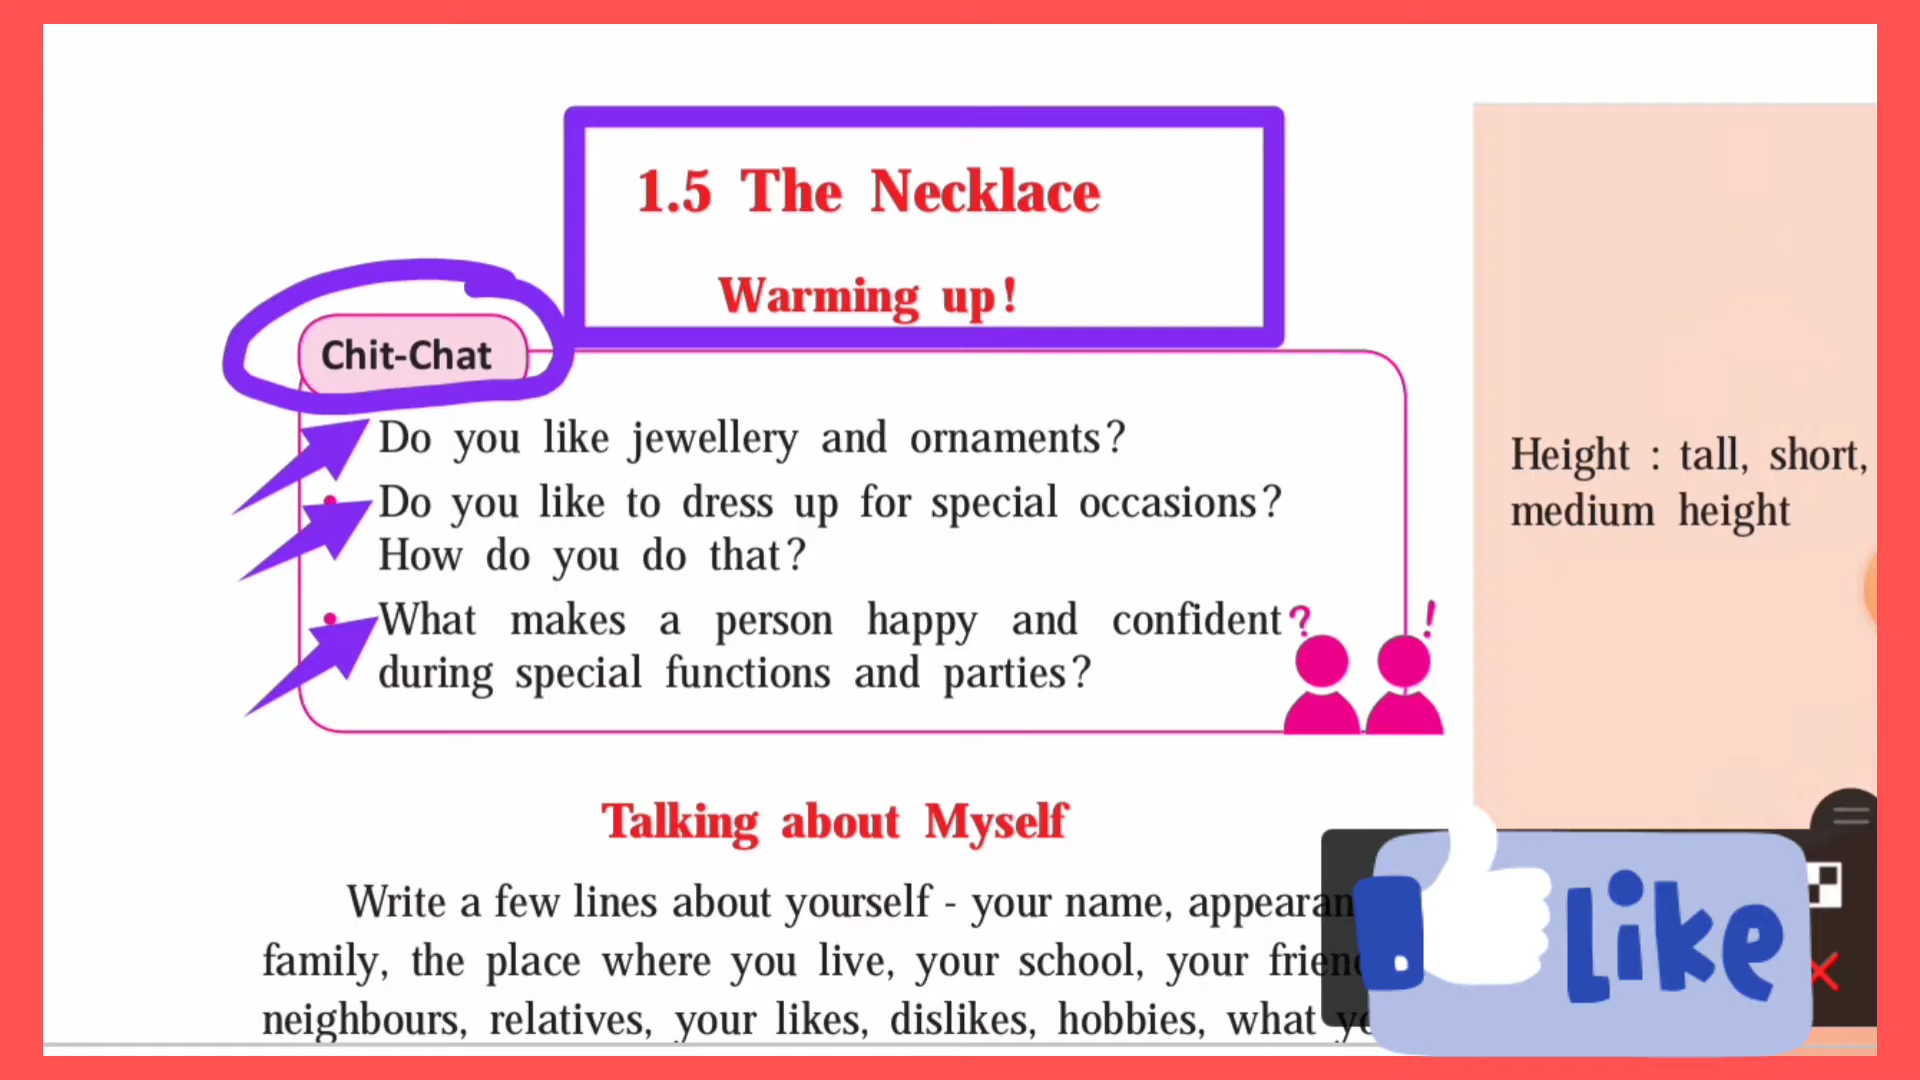 1.5 The Necklace
Warming up!
Chit-Chat
Do you like jewellery and ornaments?
Do you like to dress up for special occasions?
How do you do that?
What makes a person happy and confident
during special functions and parties?
? !
Talking about Myself
Write a few lines about yourself - your name,
family, the place where you live, your school, your
neighbours, relatives, your likes, dislikes, hobbies, what
Height : tall, short,
medium height
Like